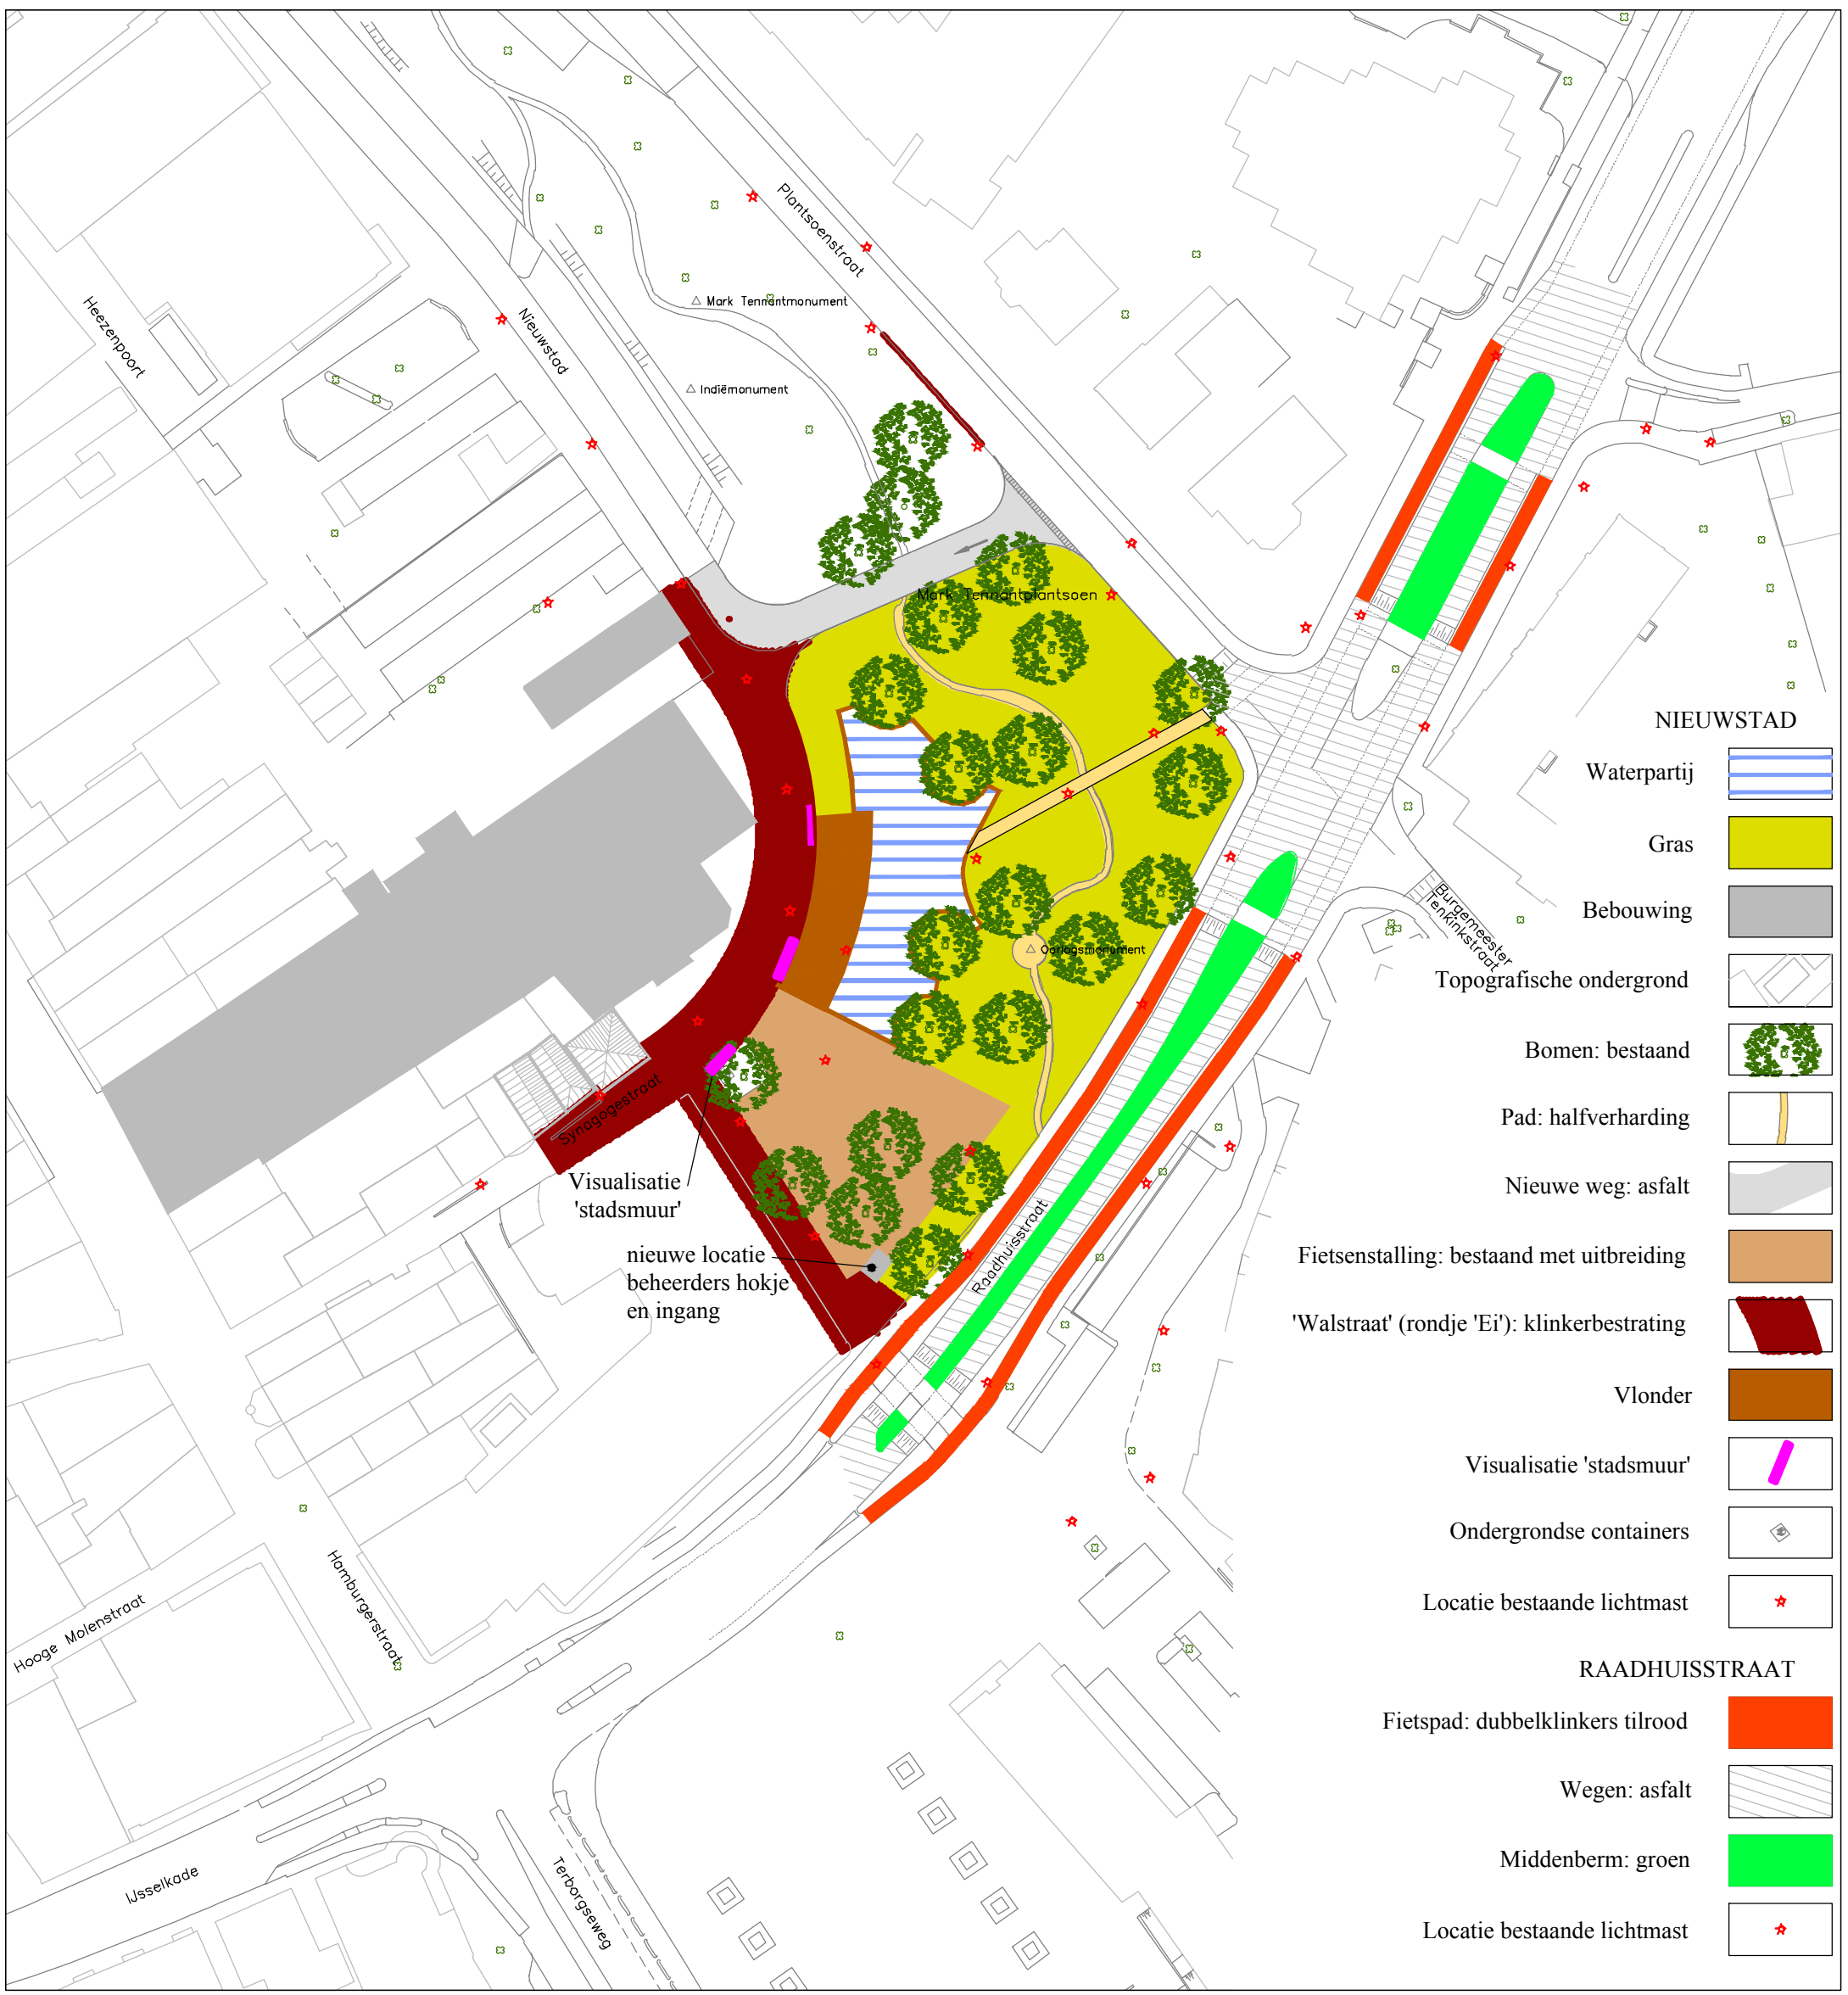 Plantsoenstraat
Heezenpoort
Nieuwstad
Mark Tennantmonument
Indiëmonument
Mark Tennantplantsoen
Burgemeester
Tenkinkstraat
Oorlogsmonument
Synagogestraat
Visualisatie
'stadsmuur'
nieuwe locatie
beheerders hokje
en ingang
Raadhuisstraat
Hamburgerstraat
Hooge Molenstraat
IJsselkade
Terborgseweg
NIEUWSTAD
Waterpartij
Gras
Bebouwing
Topografische ondergrond
Bomen: bestaand
Pad: halfverharding
Nieuwe weg: asfalt
Fietsenstalling: bestaand met uitbreiding
'Walstraat' (rondje 'Ei'): klinkerbestrating
Vlonder
Visualisatie 'stadsmuur'
Ondergrondse containers
Locatie bestaande lichtmast
RAADHUISSTRAAT
Fietspad: dubbelklinkers tilrood
Wegen: asfalt
Middenberm: groen
Locatie bestaande lichtmast